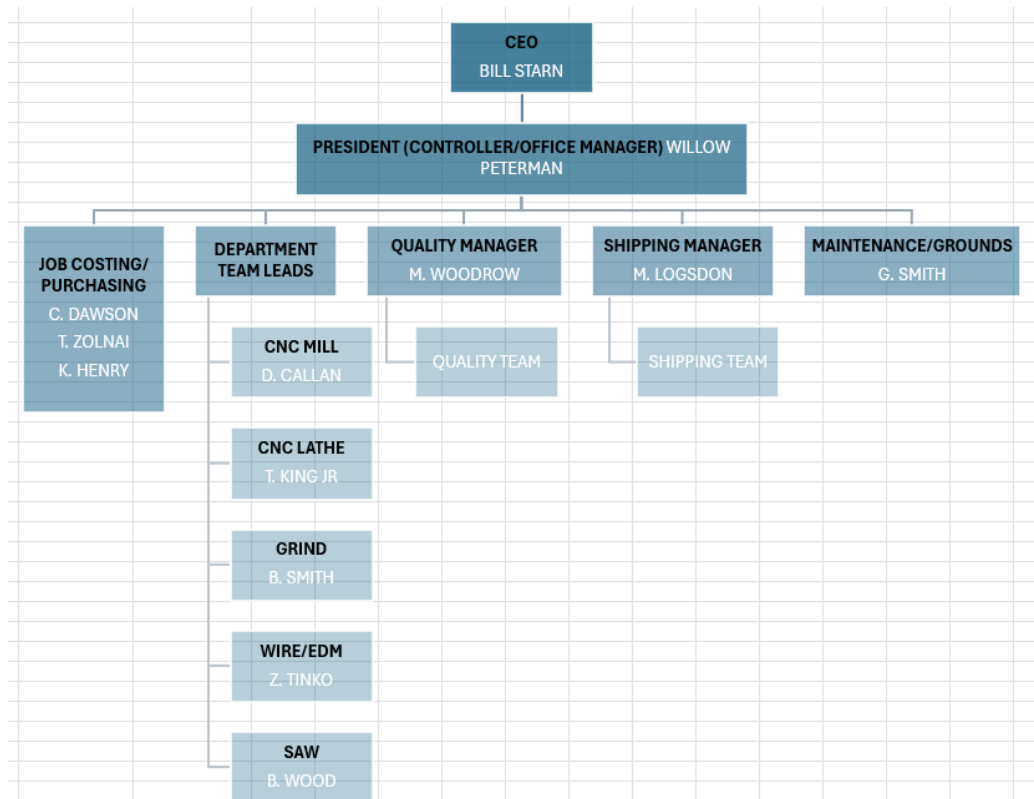 CEO
BILL STARN
PRESIDENT (CONTROLLER/OFFICE MANAGER) WILLOW
PETERMAN
JOB COSTING/
PURCHASING
C. DAWSON
T. ZOLNAI
K. HENRY
DEPARTMENT
TEAM LEADS
CNC MILL
D. CALLAN
CNC LATHE
T. KING JR
GRIND
B. SMITH
WIRE/EDM
Z. TINKO
SAW
B. WOOD
QUALITY MANAGER
M. WOODROW
QUALITY TEAM
SHIPPING MANAGER
M. LOGSDON
SHIPPING TEAM
MAINTENANCE/GROUNDS
G. SMITH